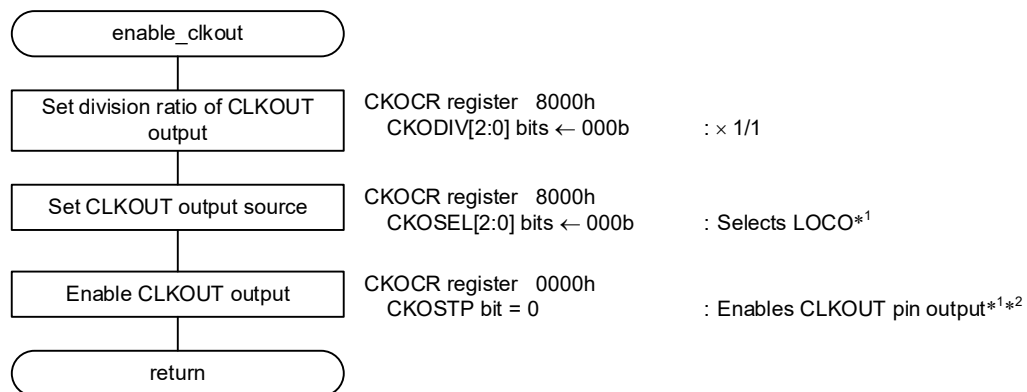 enable_clkout
Set division ratio of CLKOUT
output
CKOCR register 8000h
CKODIV[2:0] bits ← 000b : × 1/1
Set CLKOUT output source
CKOCR register 8000h
CKOSEL[2:0] bits ← 000b : Selects LOCO*1
Enable CLKOUT output
CKOCR register 0000h
CKOSTP bit = 0 : Enables CLKOUT pin output*1*2
return